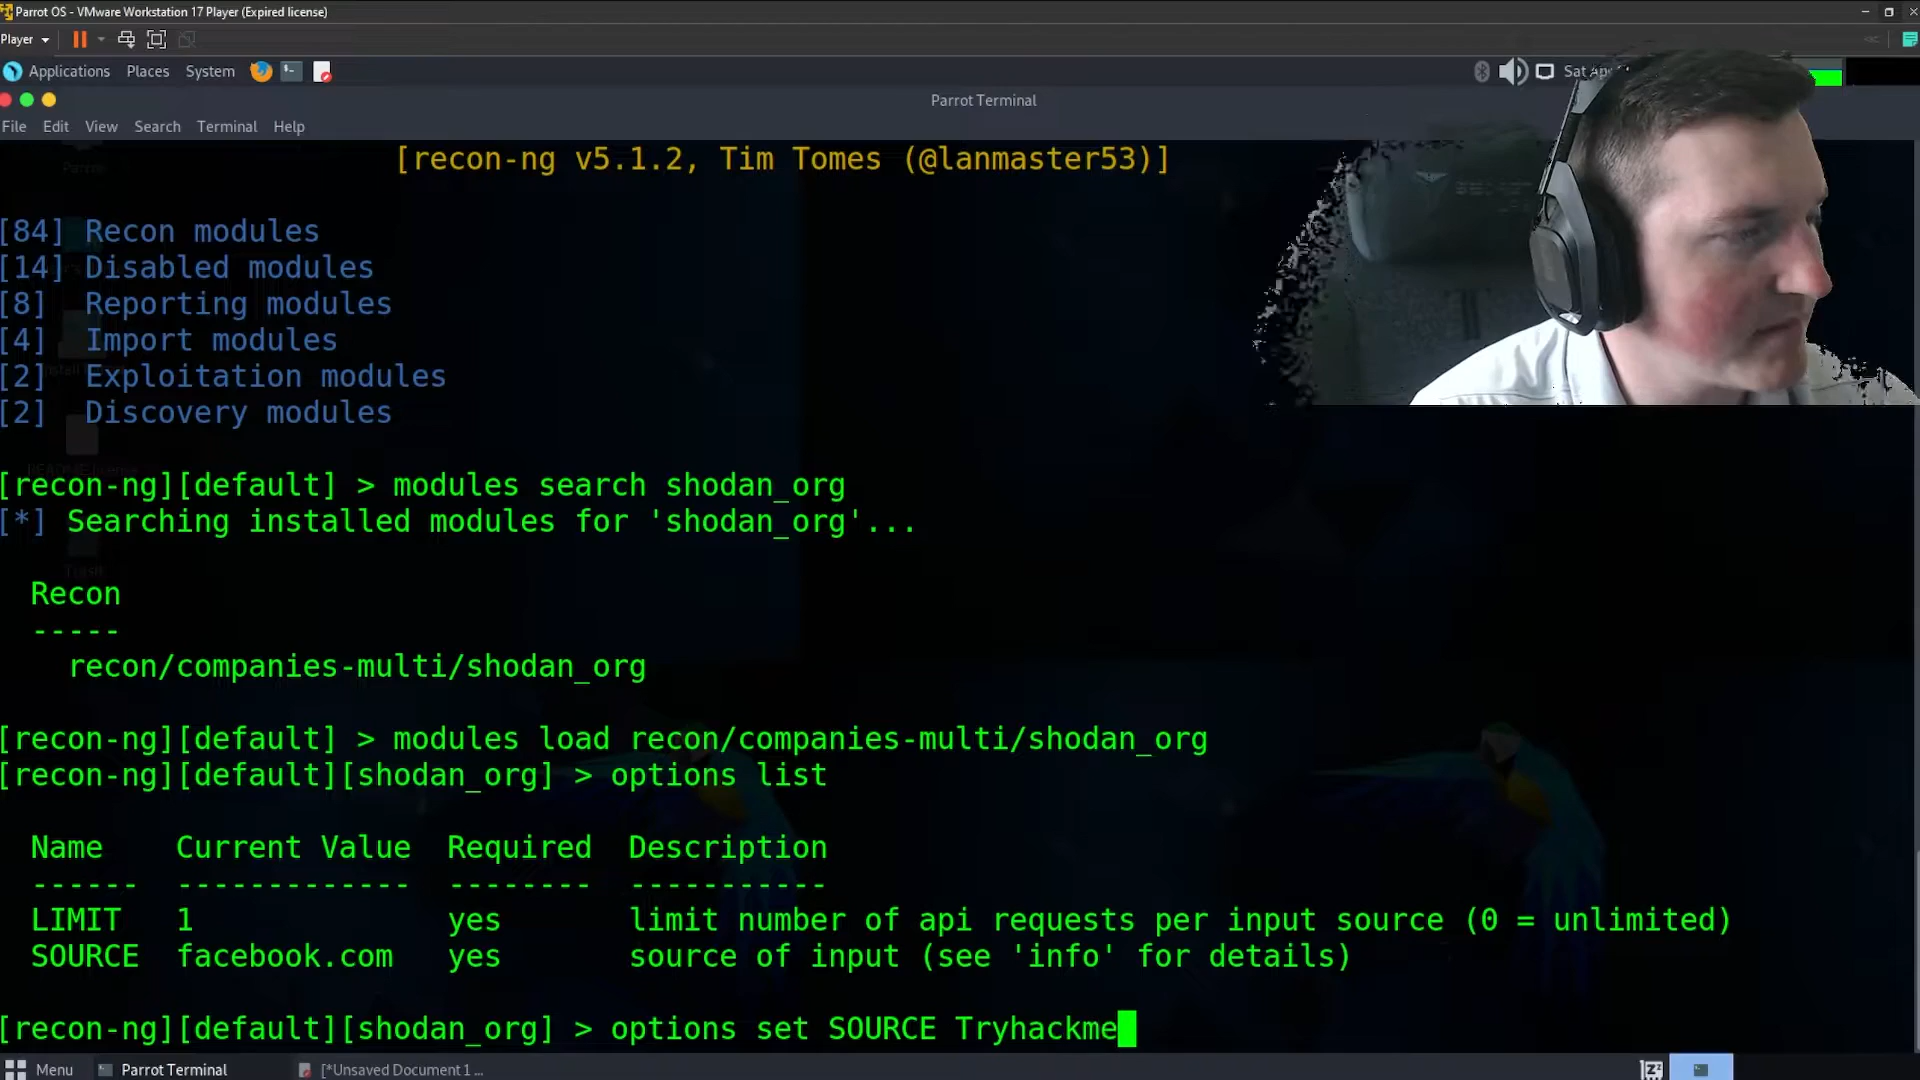 Parrot OS - VMware Workstation 17 Player (Expired license)
Player
Applications Places System
Parrot Terminal
File Edit View Search Terminal Help
[recon-ng v5.1.2, Tim Tomes (@lanmaster53)]
[84] Recon modules
[14] Disabled modules
[8] Reporting modules
[4] Import modules
[2] Exploitation modules
[2] Discovery modules
[recon-ng][default] > modules search shodan_org
[*] Searching installed modules for 'shodan_org'...
Recon
-----
recon/companies-multi/shodan_org
[recon-ng][default] > modules load recon/companies-multi/shodan_org
[recon-ng][default][shodan_org] > options list
Name Current Value Required Description
------ ------------- -------- -----------
LIMIT 1 yes limit number of api requests per input source (0 = unlimited)
SOURCE facebook.com yes source of input (see 'info' for details)
[recon-ng][default][shodan_org] > options set SOURCE Tryhackme
Menu Parrot Terminal [*Unsaved Document 1 ...